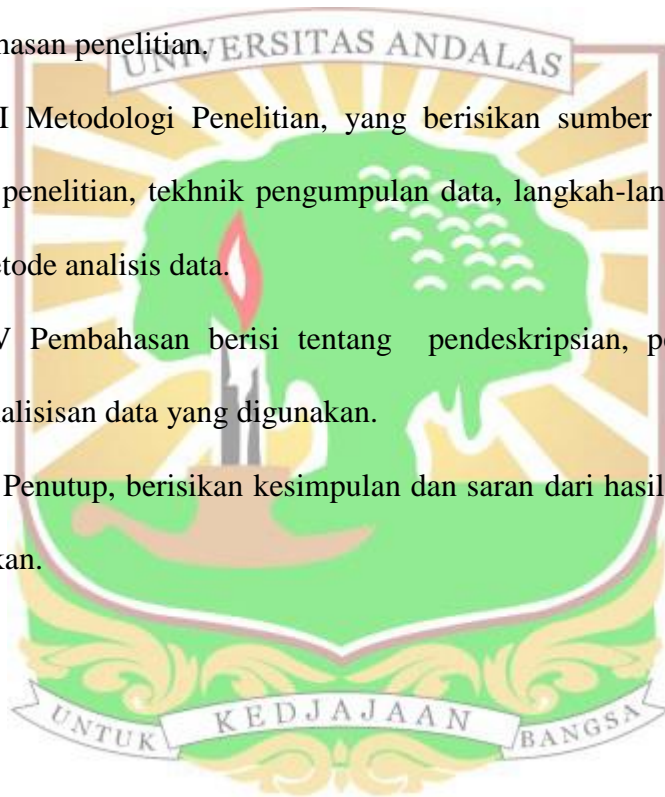 hasan penelitian.
UNIVERSITAS ANDALAS
I Metodologi Penelitian, yang berisikan sumber
penelitian, tekhnik pengumpulan data, langkah-lan
etode analisis data.
V Pembahasan berisi tentang pendeskripsian, pe
alisisan data yang digunakan.
Penutup, berisikan kesimpulan dan saran dari hasil
kan.
UNTUK KEDJAJAAN BANGSA